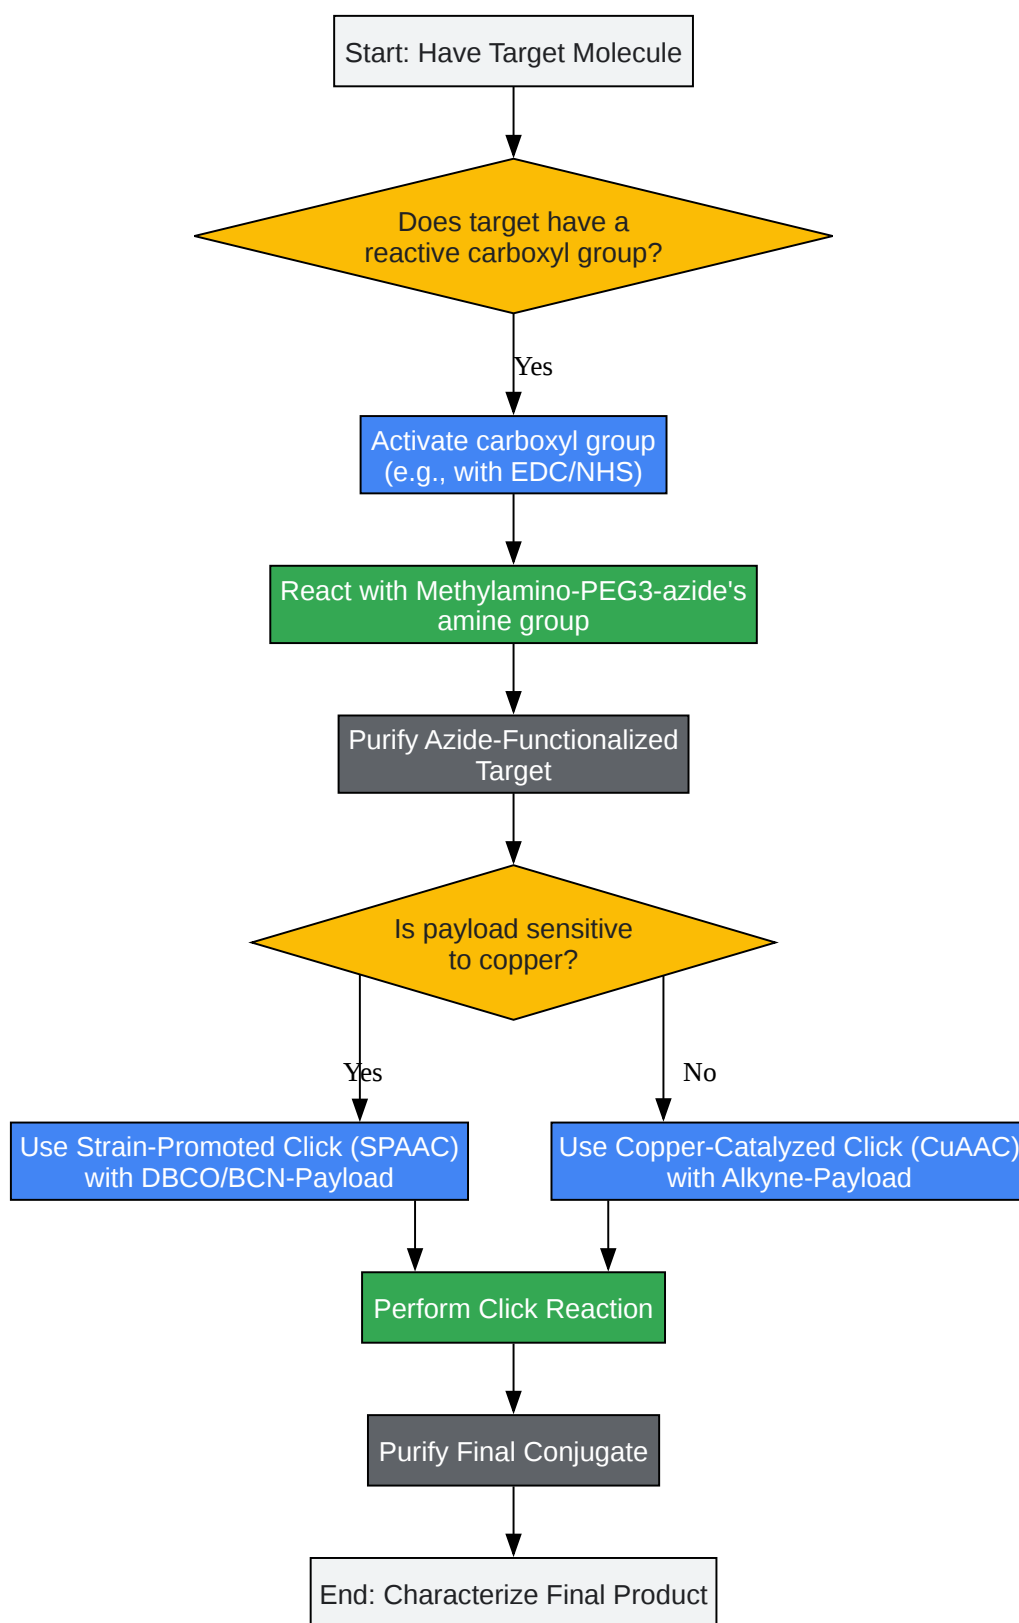 Start: Have Target Molecule
Does target have a
reactive carboxyl group?
Yes
Activate carboxyl group
(e.g., with EDC/NHS)
React with Methylamino-PEG3-azide's
amine group
Purify Azide-Functionalized
Target
Is payload sensitive
to copper?
Yes
No
Use Strain-Promoted Click (SPAAC)
with DBCO/BCN-Payload
Use Copper-Catalyzed Click (CuAAC)
with Alkyne-Payload
Perform Click Reaction
Purify Final Conjugate
End: Characterize Final Product